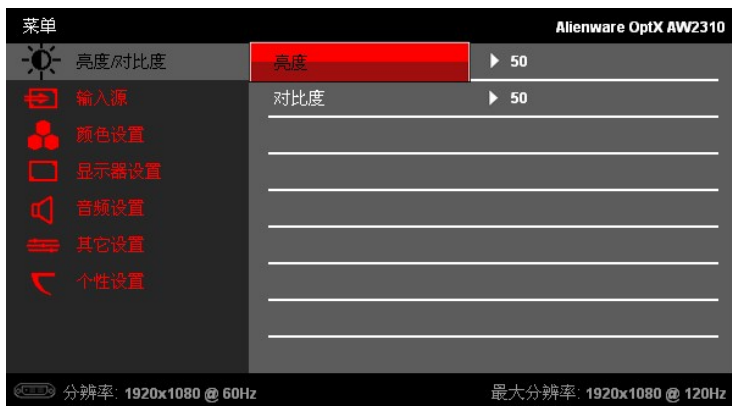 菜单 Alienware OptX AW2310
亮度/对比度 亮度 50
输入源 对比度 50
颜色设置
显示器设置
音频设置
其它设置
个性设置
分辨率: 1920x1080 @ 60Hz 最大分辨率: 1920x1080 @ 120Hz